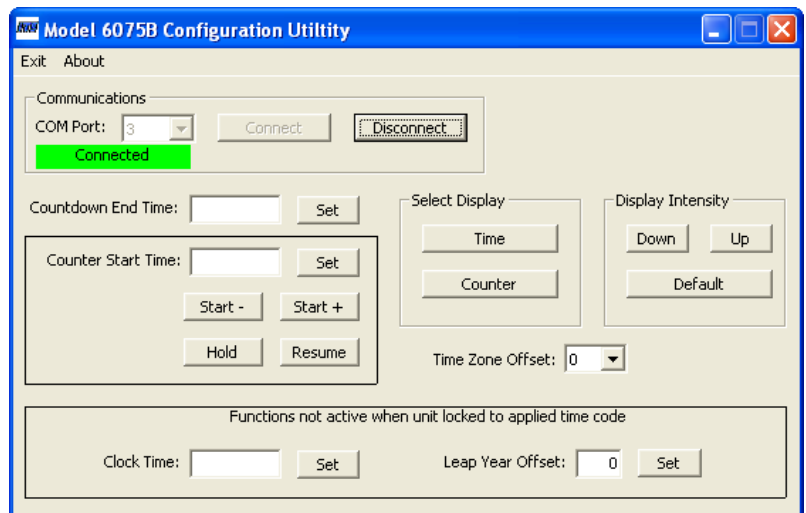 Model 6075B Configuration Utiltity
Exit About
Communications
COM Port: 3 Connect Disconnect
Connected
Countdown End Time: Set
Counter Start Time: Set
Start - Start +
Hold Resume
Select Display
Time
Counter
Display Intensity
Down Up
Default
Time Zone Offset: 0
Functions not active when unit locked to applied time code
Clock Time: Set Leap Year Offset: 0 Set